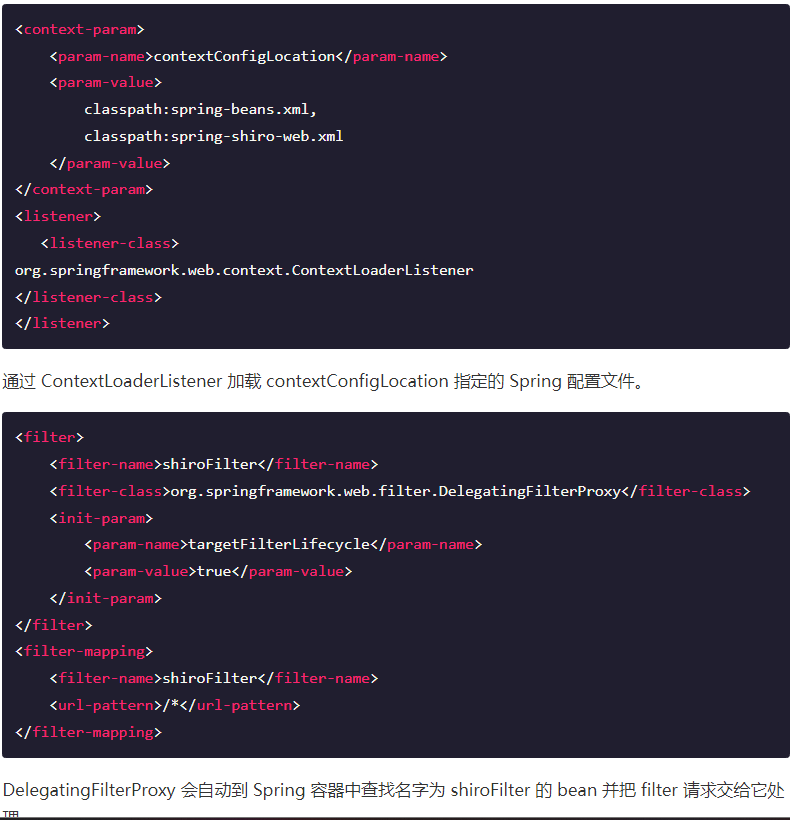 <context-param>
    <param-name>contextConfigLocation</param-name>
    <param-value>
        classpath:spring-beans.xml,
        classpath:spring-shiro-web.xml
    </param-value>
</context-param>
<listener>
   <listener-class>
org.springframework.web.context.ContextLoaderListener
</listener-class>
</listener>
通过 ContextLoaderListener 加载 contextConfigLocation 指定的 Spring 配置文件。
<filter>
    <filter-name>shiroFilter</filter-name>
    <filter-class>org.springframework.web.filter.DelegatingFilterProxy</filter-class>
    <init-param>
        <param-name>targetFilterLifecycle</param-name>
        <param-value>true</param-value>
    </init-param>
</filter>
<filter-mapping>
    <filter-name>shiroFilter</filter-name>
    <url-pattern>/*</url-pattern>
</filter-mapping>
DelegatingFilterProxy 会自动到 Spring 容器中查找名字为 shiroFilter 的 bean 并把 filter 请求交给它处